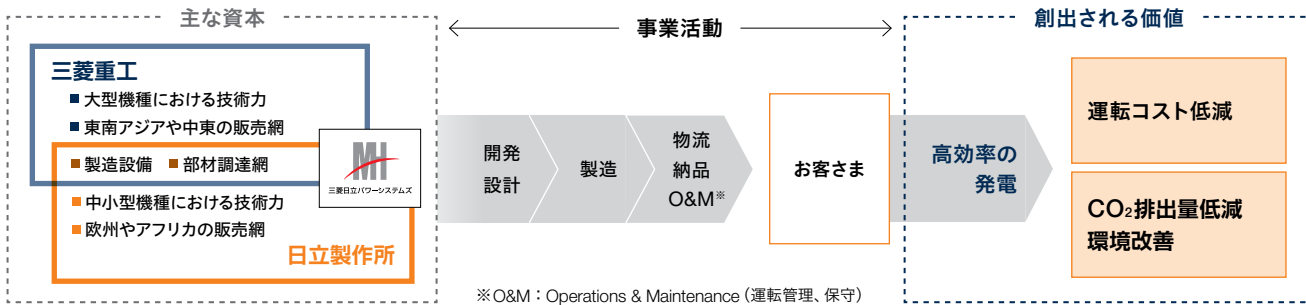 主な資本
三菱重工
■大型機種における技術力
■東南アジアや中東の販売網
■製造設備 ■部材調達網
■中小型機種における技術力
■欧州やアフリカの販売網
日立製作所
MH
三菱日立パワーシステムズ
事業活動
開発
設計
製造
物流
納品
O&M※
お客さま
※O&M：Operations & Maintenance（運転管理、保守）
創出される価値
高効率の
発電
運転コスト低減
CO₂排出量低減
環境改善